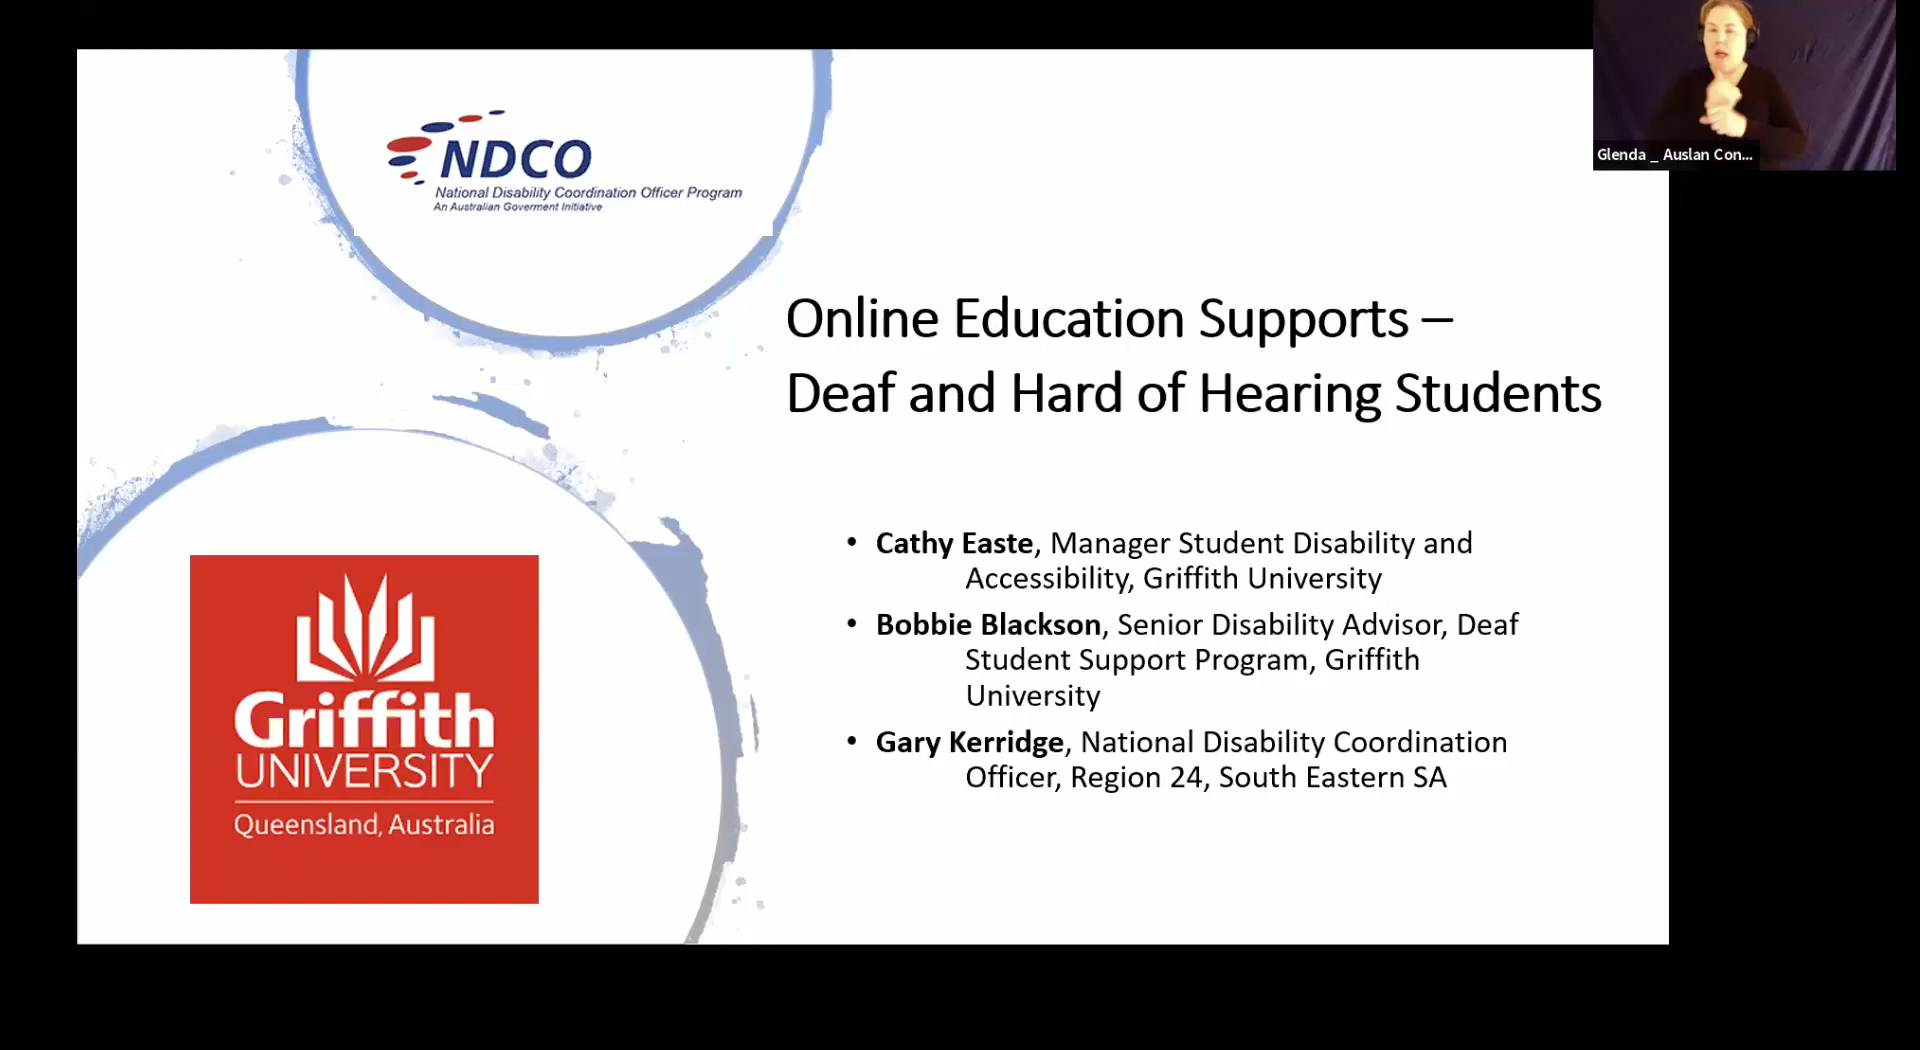 NDCO
National Disability Coordination Officer Program
An Australian Goverment Initiative
Glenda _ Auslan Con...
Online Education Supports –
Deaf and Hard of Hearing Students
• Cathy Easte, Manager Student Disability and
Accessibility, Griffith University
• Bobbie Blackson, Senior Disability Advisor, Deaf
Student Support Program, Griffith
University
• Gary Kerridge, National Disability Coordination
Officer, Region 24, South Eastern SA
Griffith
UNIVERSITY
Queensland, Australia